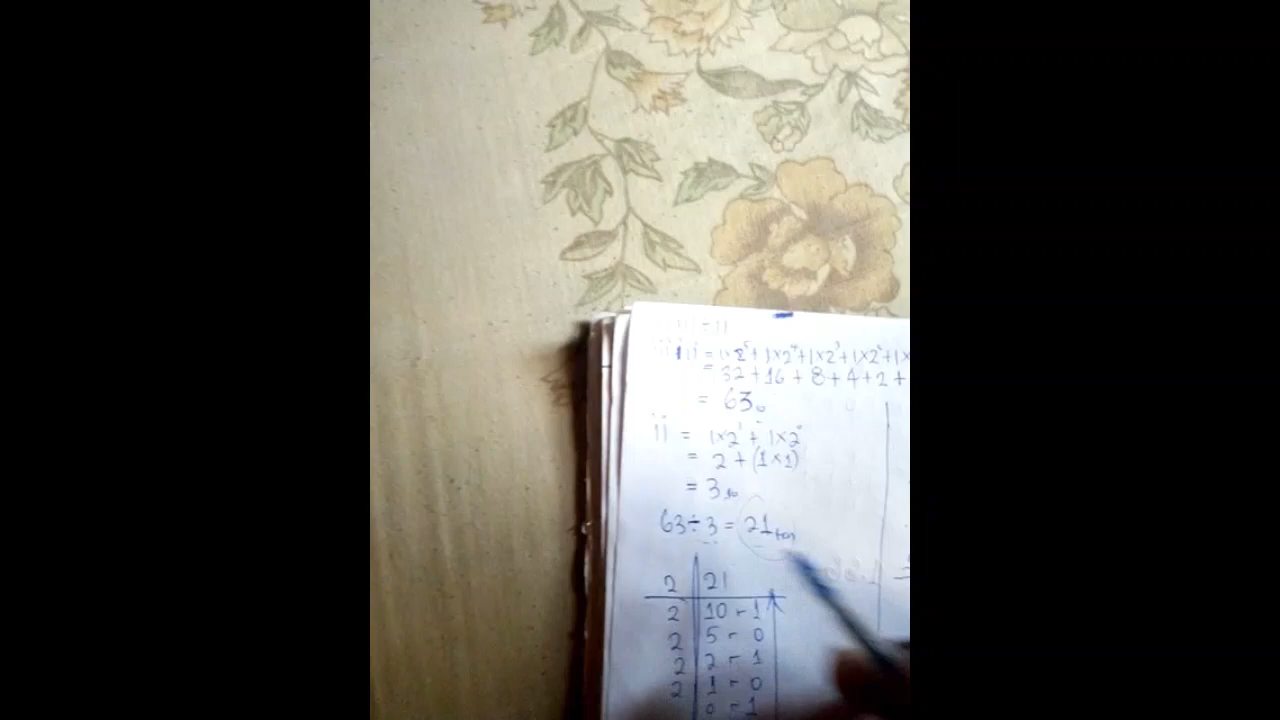 111111 = 1×2⁵+1×2⁴+1×2³+1×2²+1×
= 32+16+8+4+2+
= 63₁₀
11 = 1×2¹+1×2⁰
= 2+(1×1)
= 3₁₀
63÷3 = 21ten
2 | 21
2 | 10 - 1
2 | 5 - 0
2 | 2 - 1
2 | 1 - 0
0 - 1